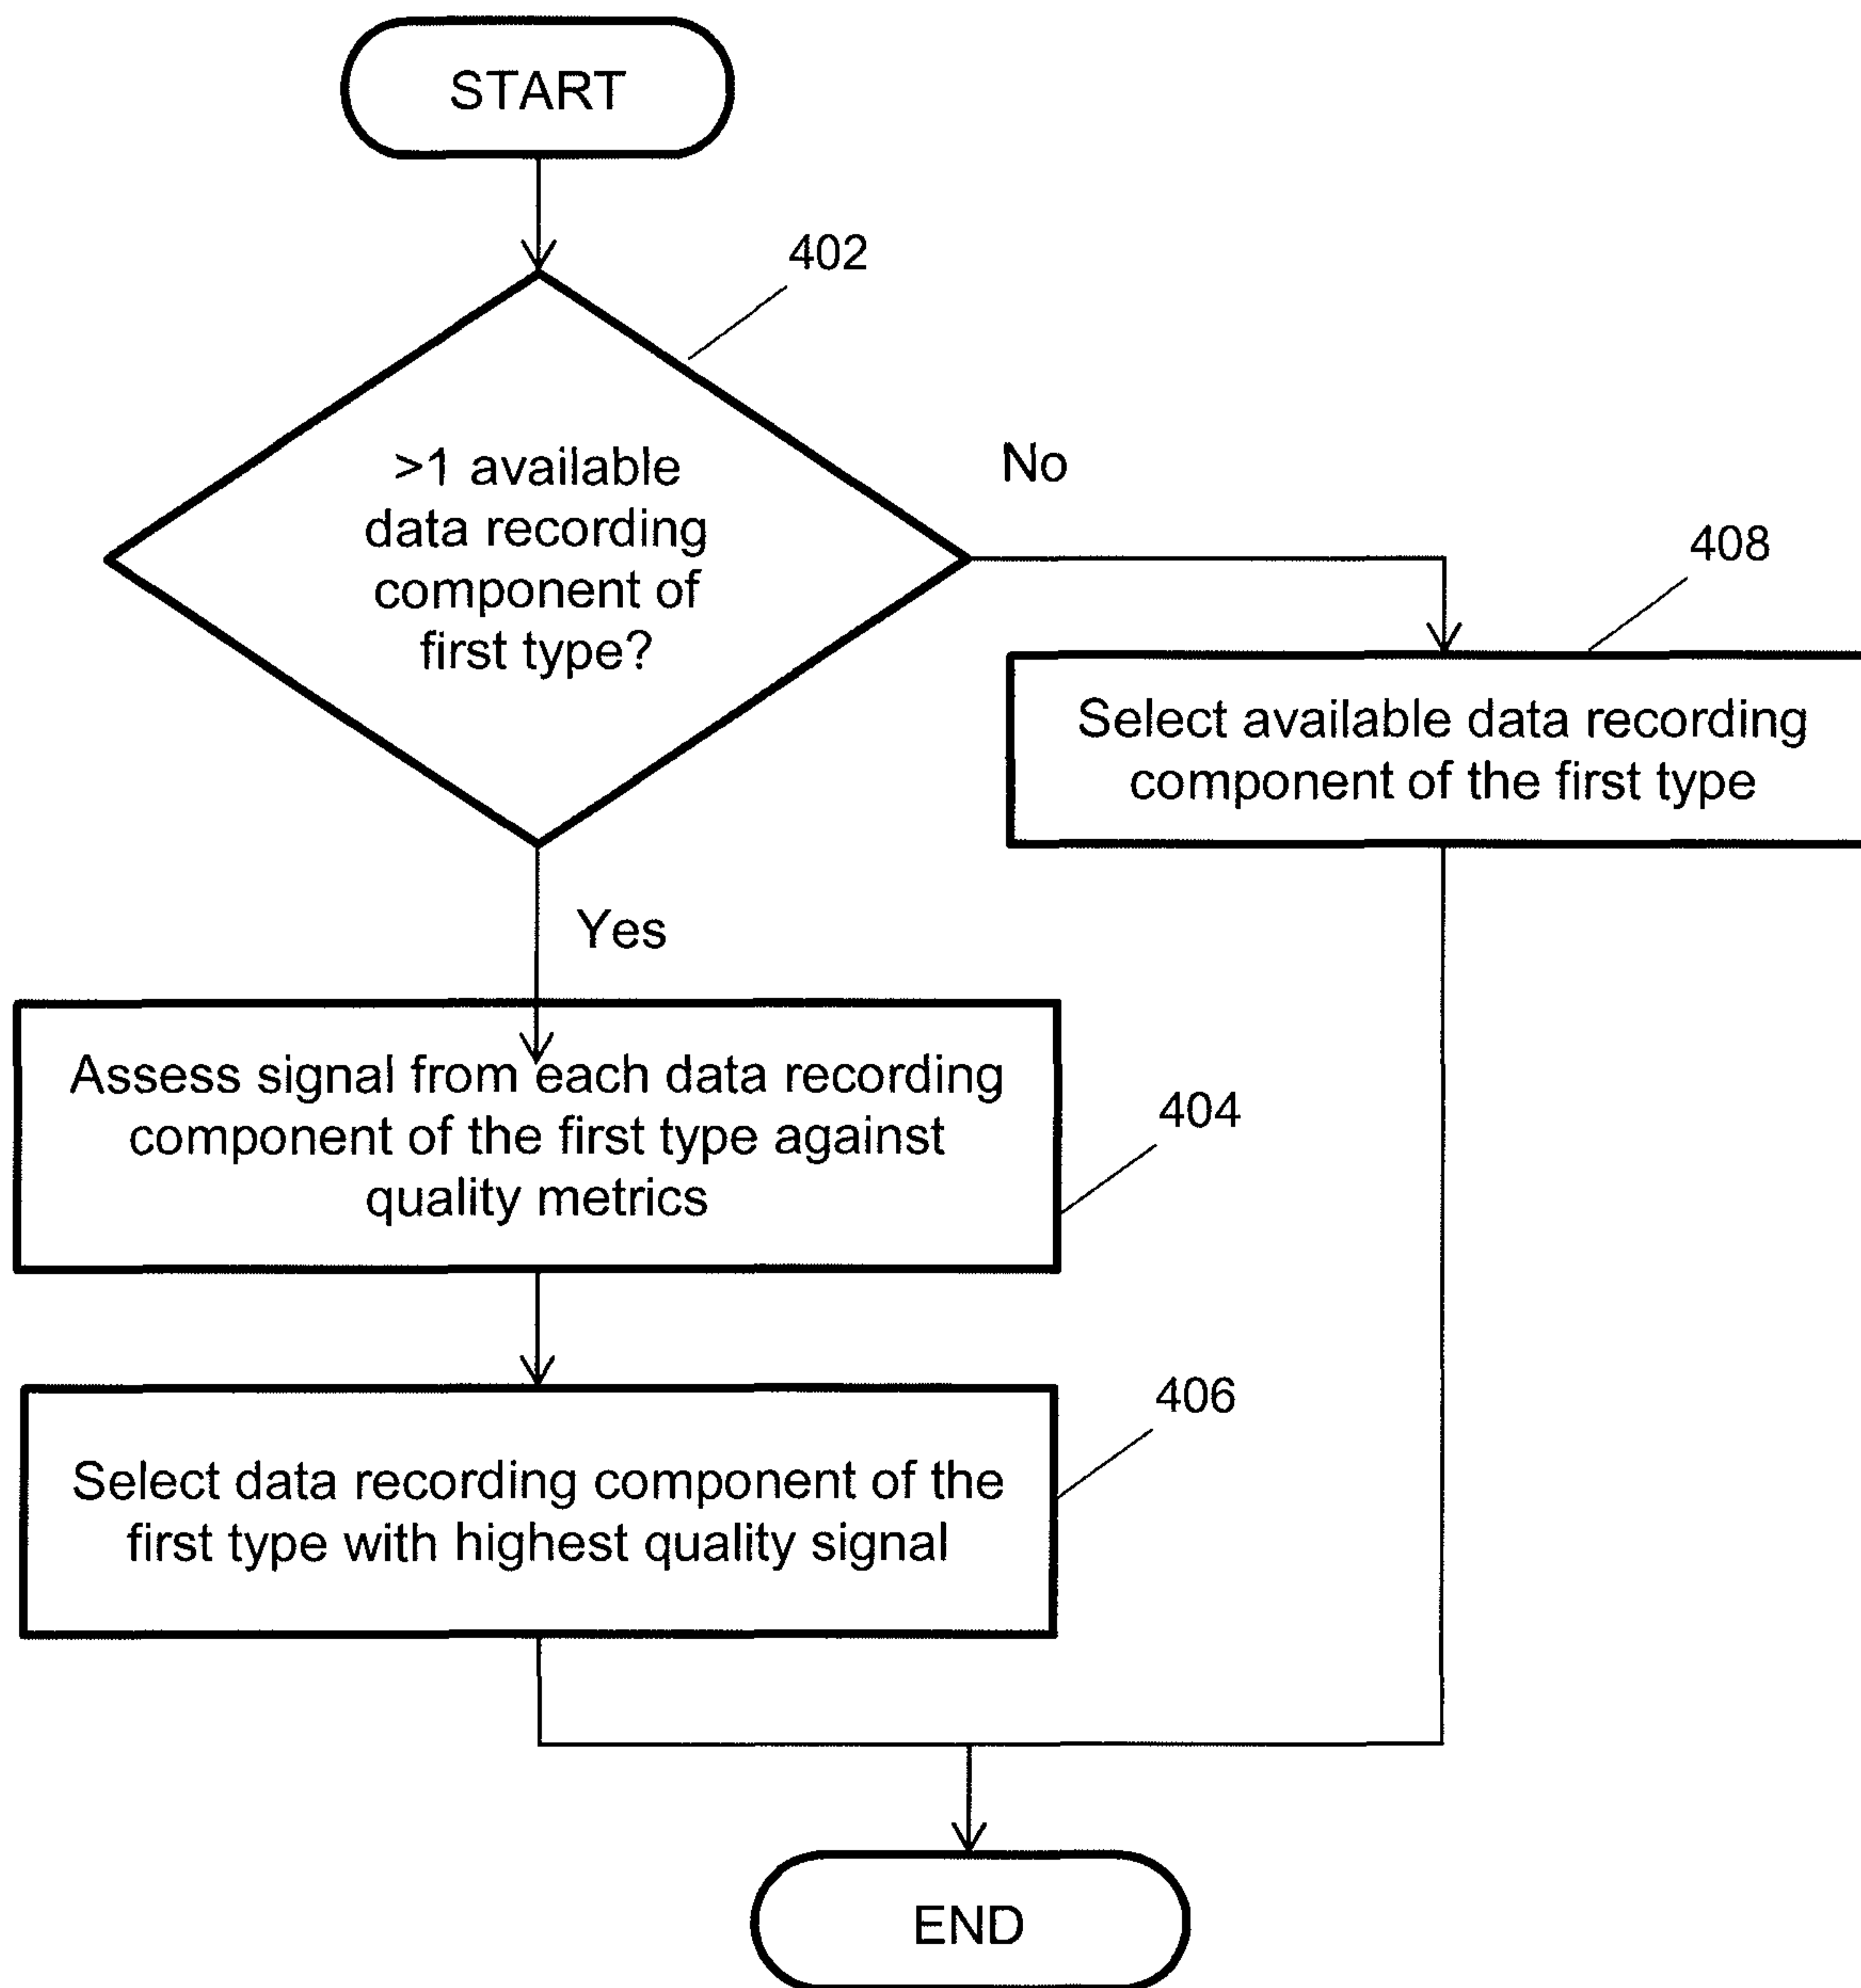 START
402
>1 available
data recording
component of
first type?
No
408
Select available data recording
component of the first type
Yes
Assess signal from each data recording
component of the first type against
quality metrics
404
406
Select data recording component of the
first type with highest quality signal
END